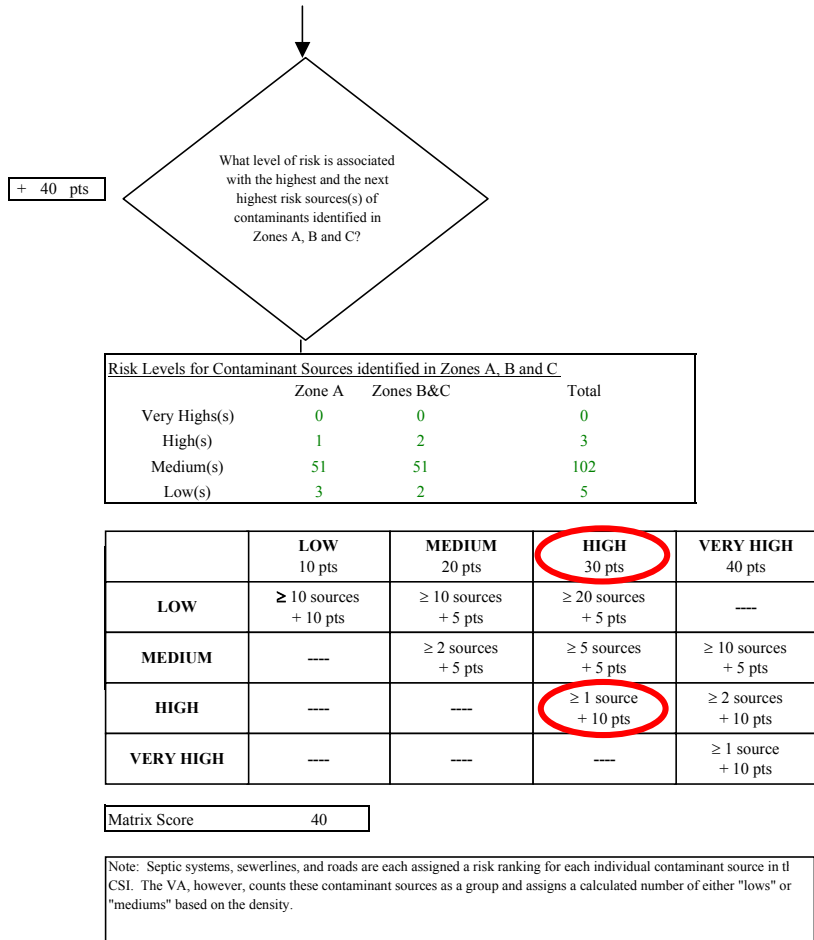 What level of risk is associated
with the highest and the next
highest risk sources(s) of
contaminants identified in
Zones A, B and C?
+ 40 pts
Risk Levels for Contaminant Sources identified in Zones A, B and C
Zone A Zones B&C Total
Very Highs(s) 0 0 0
High(s) 1 2 3
Medium(s) 51 51 102
Low(s) 3 2 5
LOW MEDIUM HIGH VERY HIGH
10 pts 20 pts 30 pts 40 pts
LOW ≥ 10 sources ≥ 10 sources ≥ 20 sources ----
+ 10 pts + 5 pts + 5 pts
MEDIUM ---- ≥ 2 sources ≥ 5 sources ≥ 10 sources
+ 5 pts + 5 pts + 5 pts
HIGH ---- ---- ≥ 1 source ≥ 2 sources
+ 10 pts + 10 pts
VERY HIGH ---- ---- ---- ≥ 1 source
+ 10 pts
Matrix Score 40
Note: Septic systems, sewerlines, and roads are each assigned a risk ranking for each individual contaminant source in
CSI. The VA, however, counts these contaminant sources as a group and assigns a calculated number of either "lows" or
"mediums" based on the density.